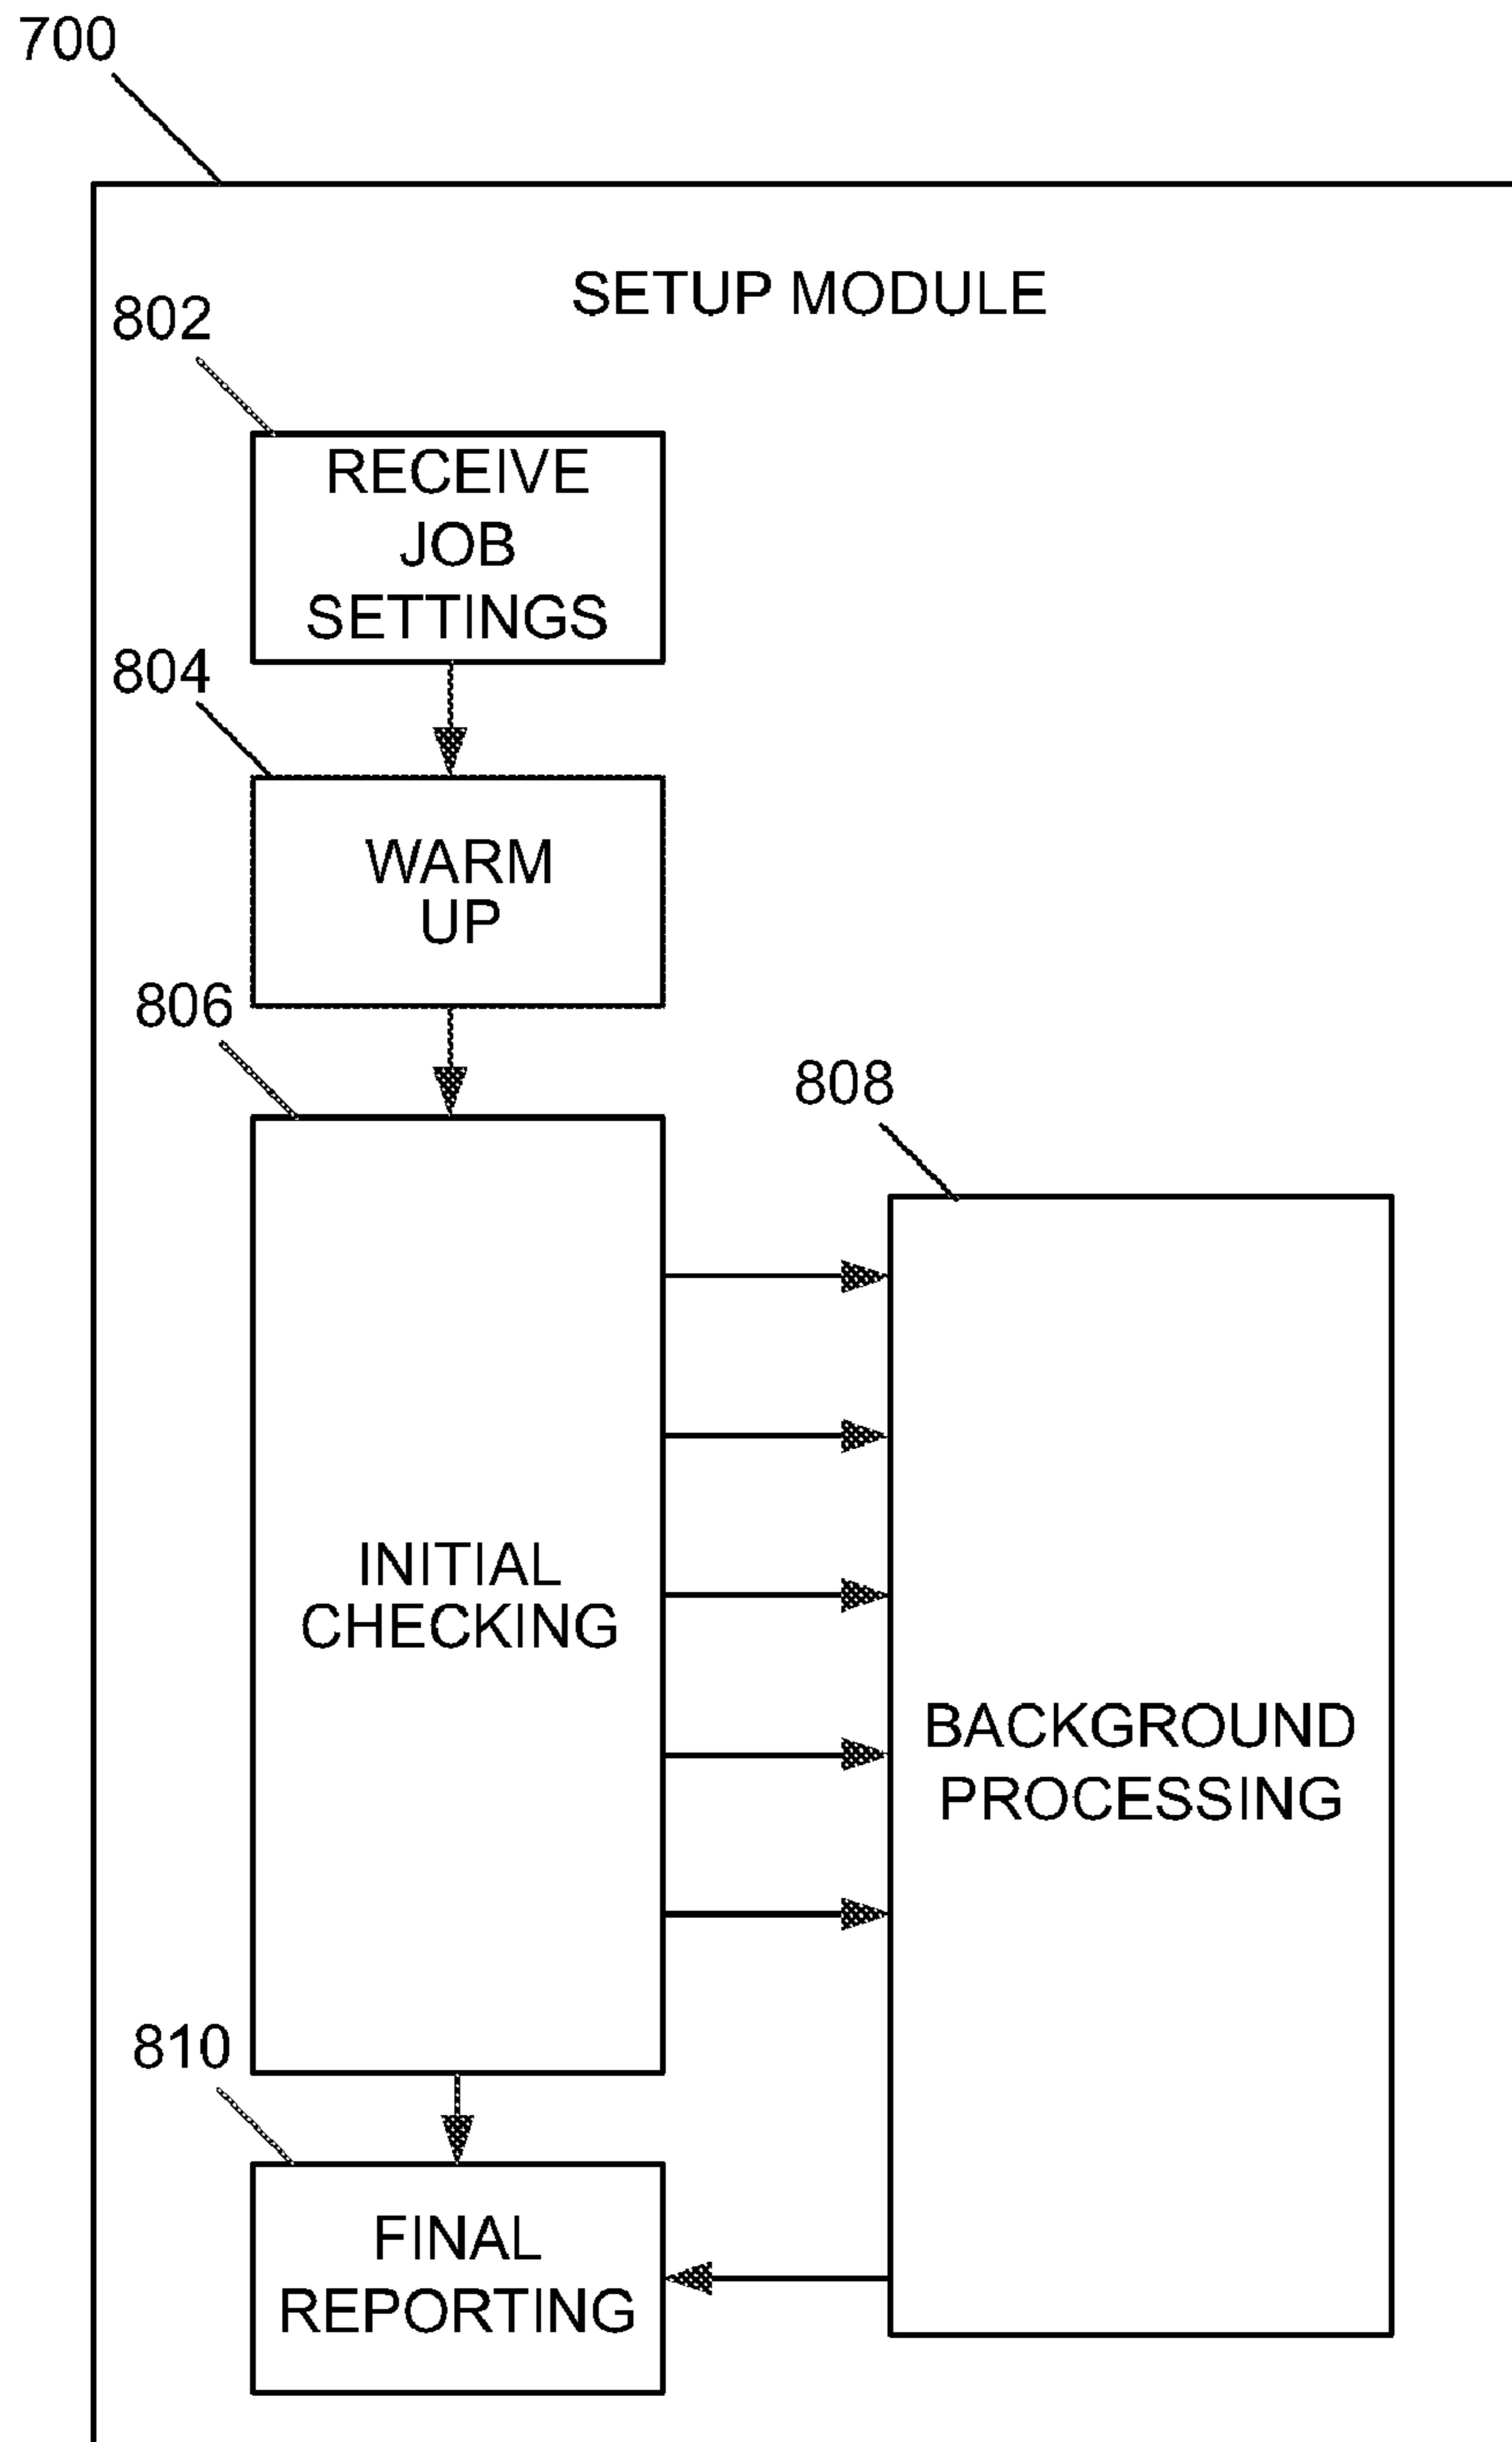 700
SETUP MODULE
802
RECEIVE
JOB
SETTINGS
804
WARM
UP
806
808
INITIAL
CHECKING
BACKGROUND
PROCESSING
810
FINAL
REPORTING